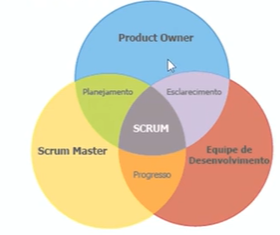 Product Owner
Planejamento
Esclarecimento
SCRUM
Scrum Master
Equipe de
Desenvolvimento
Progresso